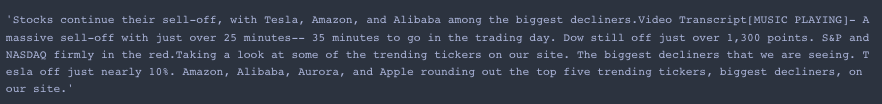 'Stocks continue their sell-off, with Tesla, Amazon, and Alibaba among the biggest decliners.Video Transcript[MUSIC PLAYING]- A
massive sell-off with just over 25 minutes-- 35 minutes to go in the trading day. Dow still off just over 1,300 points. S&P and
NASDAQ firmly in the red.Taking a look at some of the trending tickers on our site. The biggest decliners that we are seeing. T
esla off just nearly 10%. Amazon, Alibaba, Aurora, and Apple rounding out the top five trending tickers, biggest decliners, on
our site.'